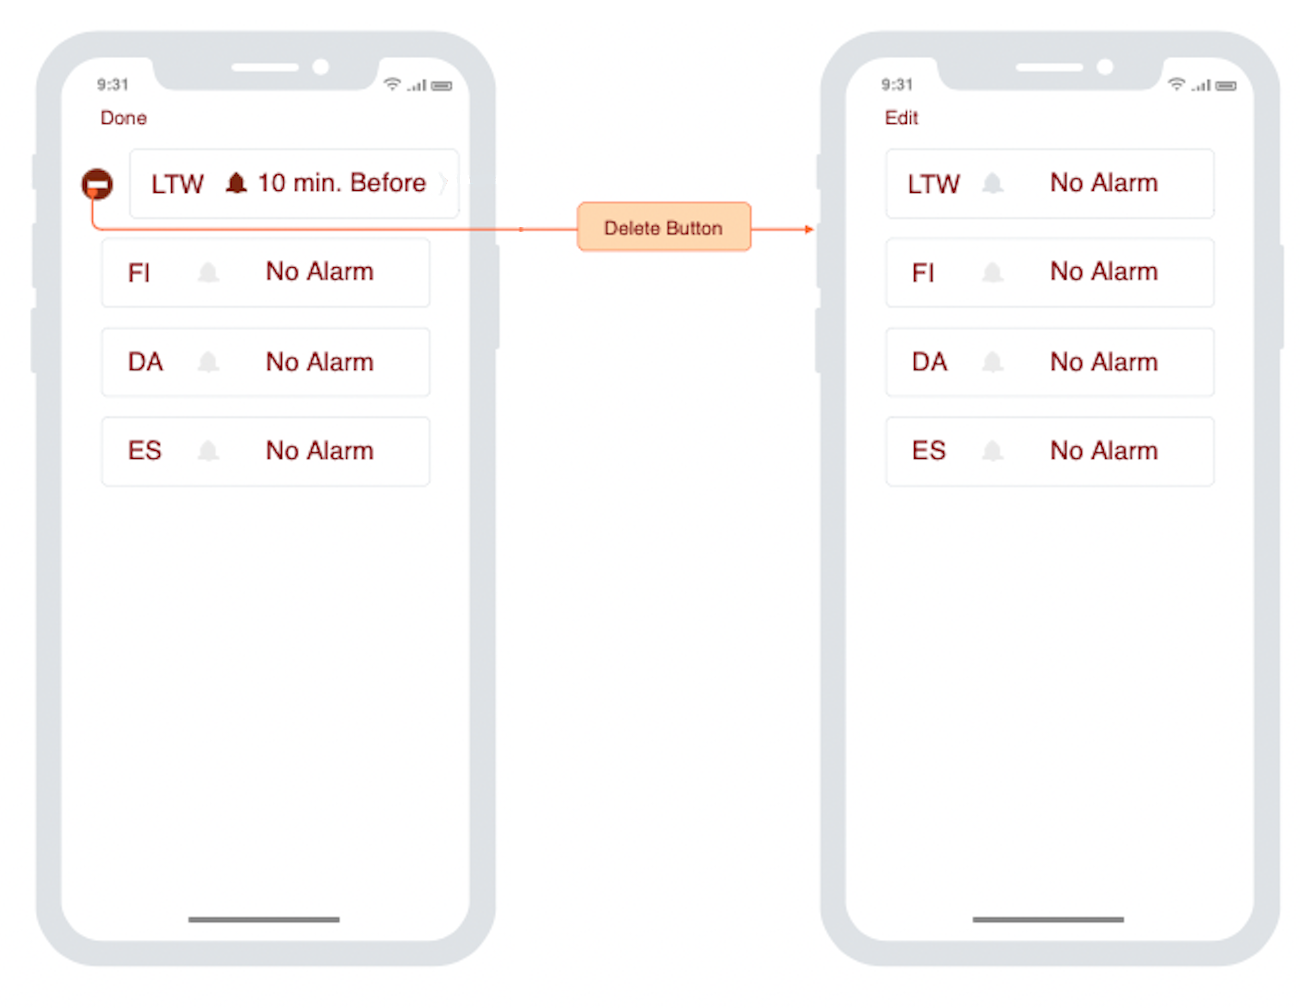 9:31
Done
LTW 10 min. Before
FI No Alarm
DA No Alarm
ES No Alarm
Delete Button
9:31
Edit
LTW No Alarm
FI No Alarm
DA No Alarm
ES No Alarm